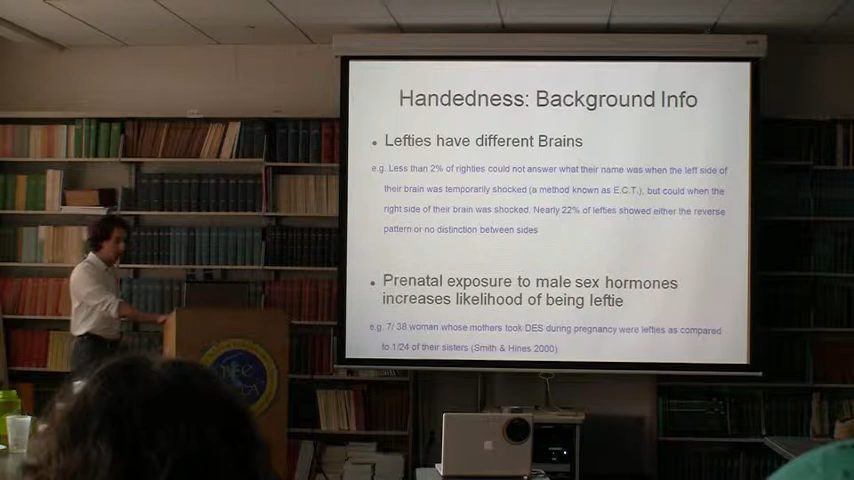 Handedness: Background Info
• Lefties have different Brains
e.g. Less than 2% of righties could not answer what their name was when the left side of
their brain was temporarily shocked (a method known as E.C.T.), but could when the
right side of their brain was shocked. Nearly 22% of lefties showed either the reverse
pattern or no distinction between sides
• Prenatal exposure to male sex hormones
increases likelihood of being leftie
e.g. 7/ 38 woman whose mothers took DES during pregnancy were lefties as compared
to 1/24 of their sisters (Smith & Hines 2000)